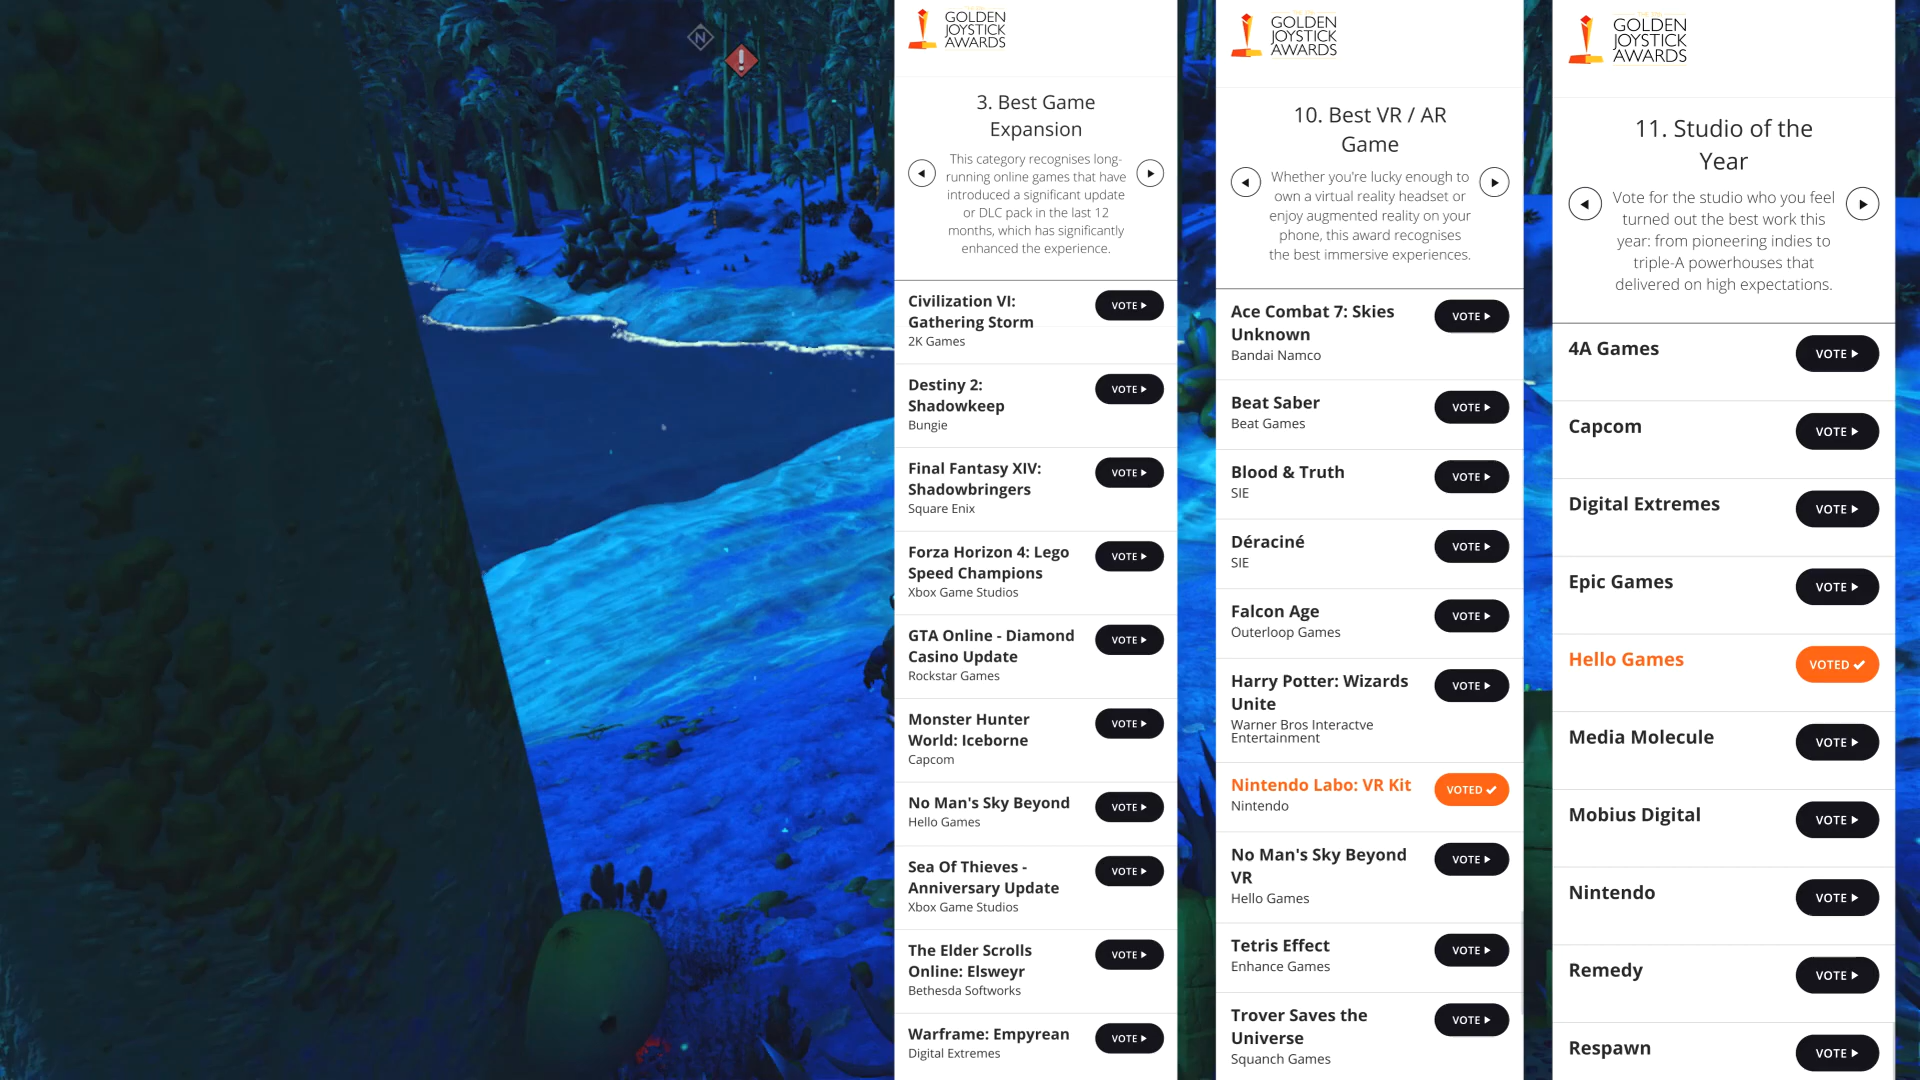 N
!
GOLDEN
JOYSTICK
AWARDS
3. Best Game
Expansion
This category recognises long-
running online games that have
introduced a significant update
or DLC pack in the last 12
months, which has significantly
enhanced the experience.
Civilization VI:
Gathering Storm
2K Games
VOTE
Destiny 2:
Shadowkeep
Bungie
VOTE
Final Fantasy XIV:
Shadowbringers
Square Enix
VOTE
Forza Horizon 4: Lego
Speed Champions
Xbox Game Studios
VOTE
GTA Online - Diamond
Casino Update
Rockstar Games
VOTE
Monster Hunter
World: Iceborne
Capcom
VOTE
No Man's Sky Beyond
Hello Games
VOTE
Sea Of Thieves -
Anniversary Update
Xbox Game Studios
VOTE
The Elder Scrolls
Online: Elsweyr
Bethesda Softworks
VOTE
Warframe: Empyrean
Digital Extremes
VOTE
GOLDEN
JOYSTICK
AWARDS
10. Best VR / AR
Game
Whether you're lucky enough to
own a virtual reality headset or
enjoy augmented reality on your
phone, this award recognises
the best immersive experiences.
Ace Combat 7: Skies
Unknown
Bandai Namco
VOTE
Beat Saber
Beat Games
VOTE
Blood & Truth
SIE
VOTE
Déraciné
SIE
VOTE
Falcon Age
Outerloop Games
VOTE
Harry Potter: Wizards
Unite
Warner Bros Interactve
Entertainment
VOTE
Nintendo Labo: VR Kit
Nintendo
VOTED
No Man's Sky Beyond
VR
Hello Games
VOTE
Tetris Effect
Enhance Games
VOTE
Trover Saves the
Universe
Squanch Games
VOTE
GOLDEN
JOYSTICK
AWARDS
11. Studio of the
Year
Vote for the studio who you feel
turned out the best work this
year: from pioneering indies to
triple-A powerhouses that
delivered on high expectations.
4A Games
VOTE
Capcom
VOTE
Digital Extremes
VOTE
Epic Games
VOTE
Hello Games
VOTED
Media Molecule
VOTE
Mobius Digital
VOTE
Nintendo
VOTE
Remedy
VOTE
Respawn
VOTE